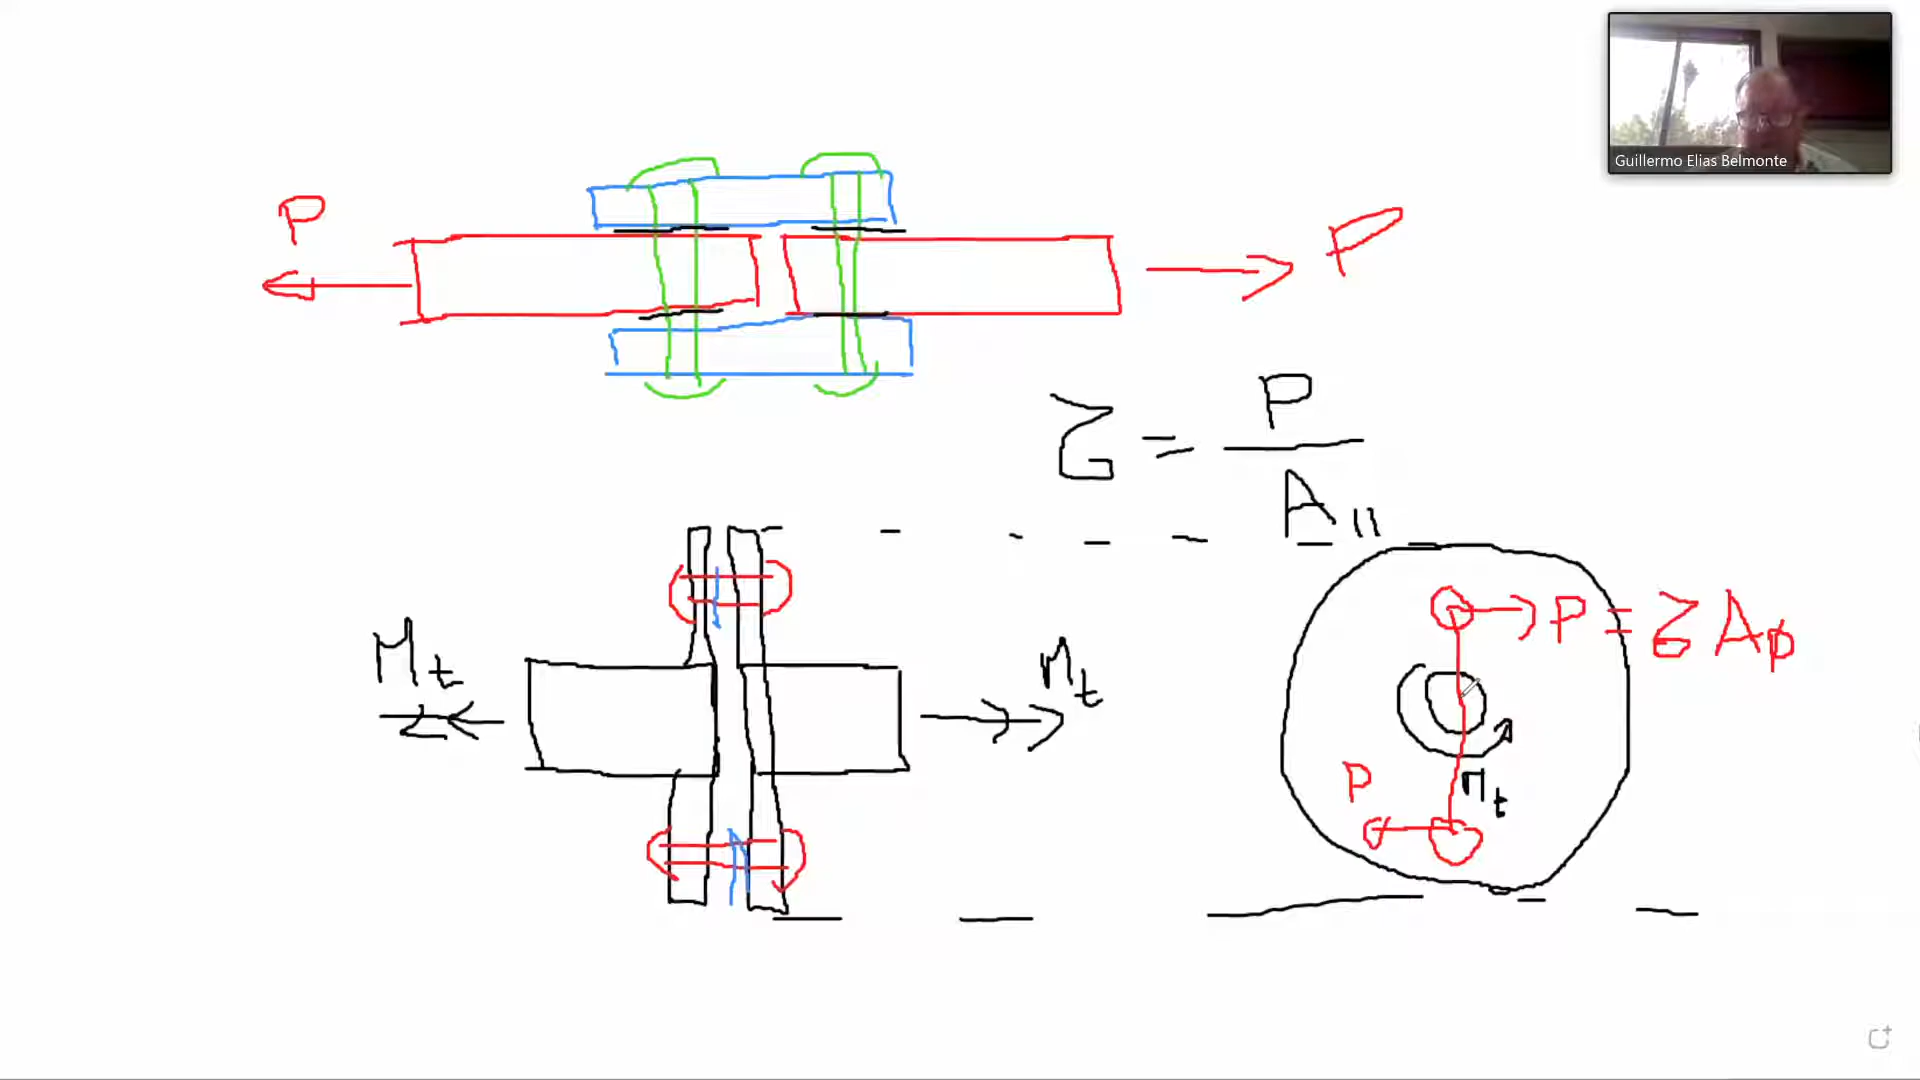 Guillermo Elias Belmonte
P
P
τ = P / A||
Mt
Mt
P = τ Aϕ
P
Mt